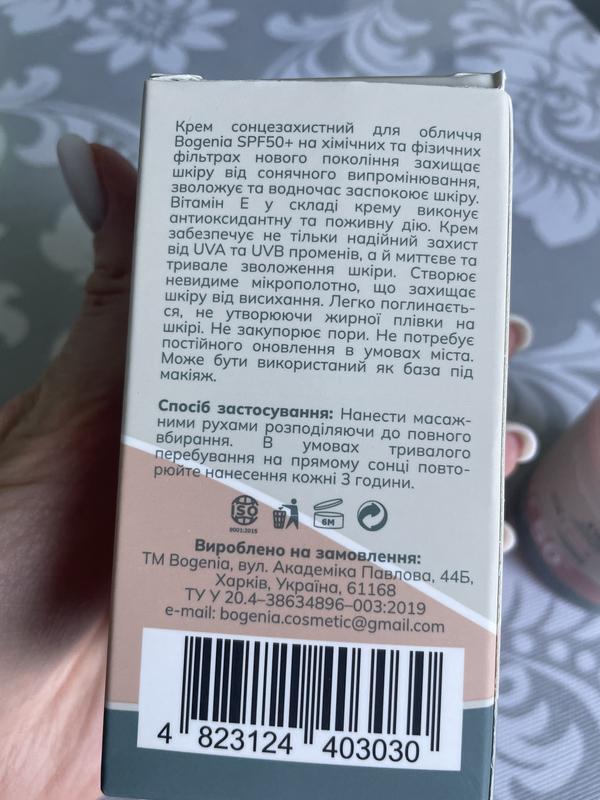 Крем сонцезахистний для обличчя
Bogenia SPF50+ на хімічних та фізичних
фільтрах нового покоління захищає
шкіру від сонячного випромінювання,
зволожує та водночас заспокоює шкіру.
Вітамін Е у складі крему виконує
антиоксидантну та поживну дію. Крем
забезпечує не тільки надійний захист
від UVA та UVB променів, а й миттєве та
тривале зволоження шкіри. Створює
невидиме мікрополотно, що захищає
шкіру від висихання. Легко поглинаєть-
ся, не утворюючи жирної плівки на
шкірі. Не закупорює пори. Не потребує
постійного оновлення в умовах міста.
Може бути використаний як база під
макіяж.
Спосіб застосування: Нанести масаж-
ними рухами розподіляючи до повного
вбирання. В умовах тривалого
перебування на прямому сонці повто-
рюйте нанесення кожні 3 години.
ISO
9001:2015
6M
Вироблено на замовлення:
ТМ Bogenia, вул. Академіка Павлова, 44Б,
Харків, Україна, 61168
ТУ У 20.4–38634896–003:2019
e-mail: bogenia.cosmetic@gmail.com
4 823124 403030